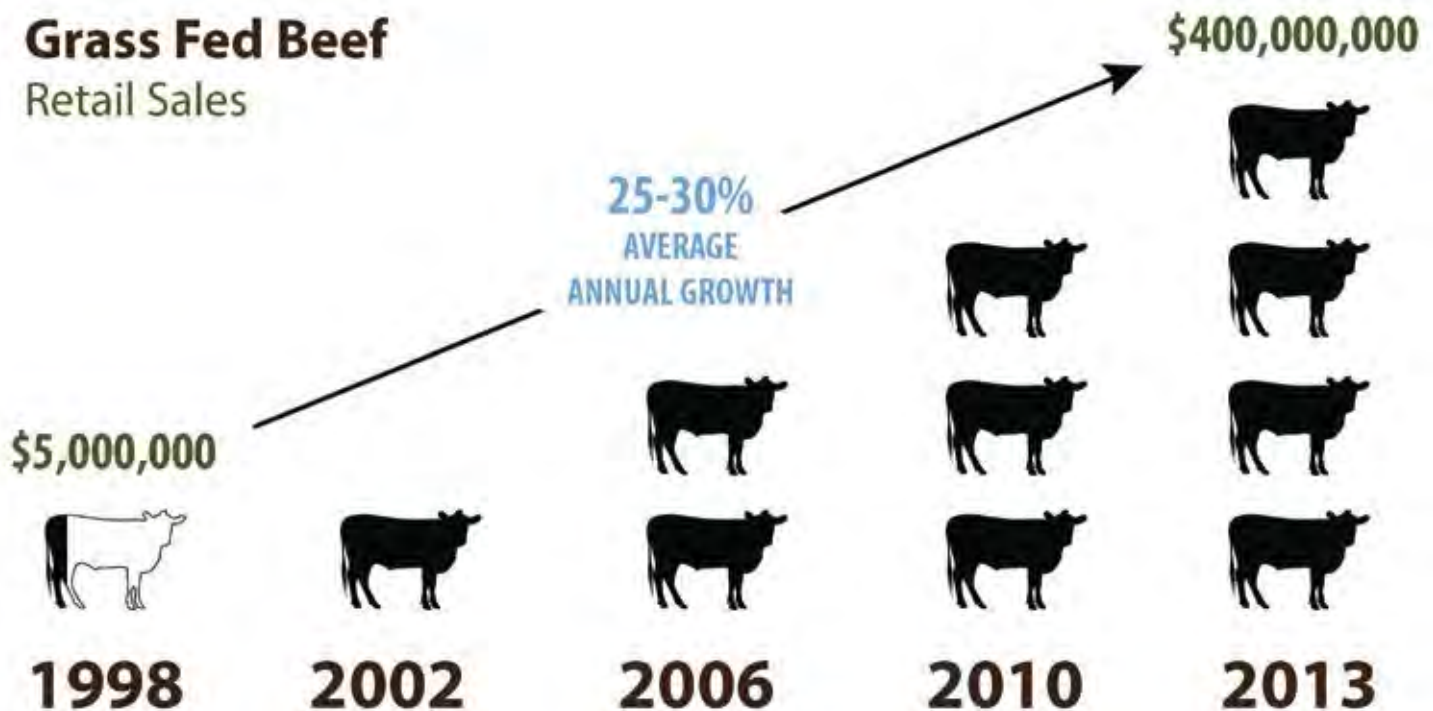 Grass Fed Beef
Retail Sales
$400,000,000
25-30%
AVERAGE
ANNUAL GROWTH
$5,000,000
1998
2002
2006
2010
2013